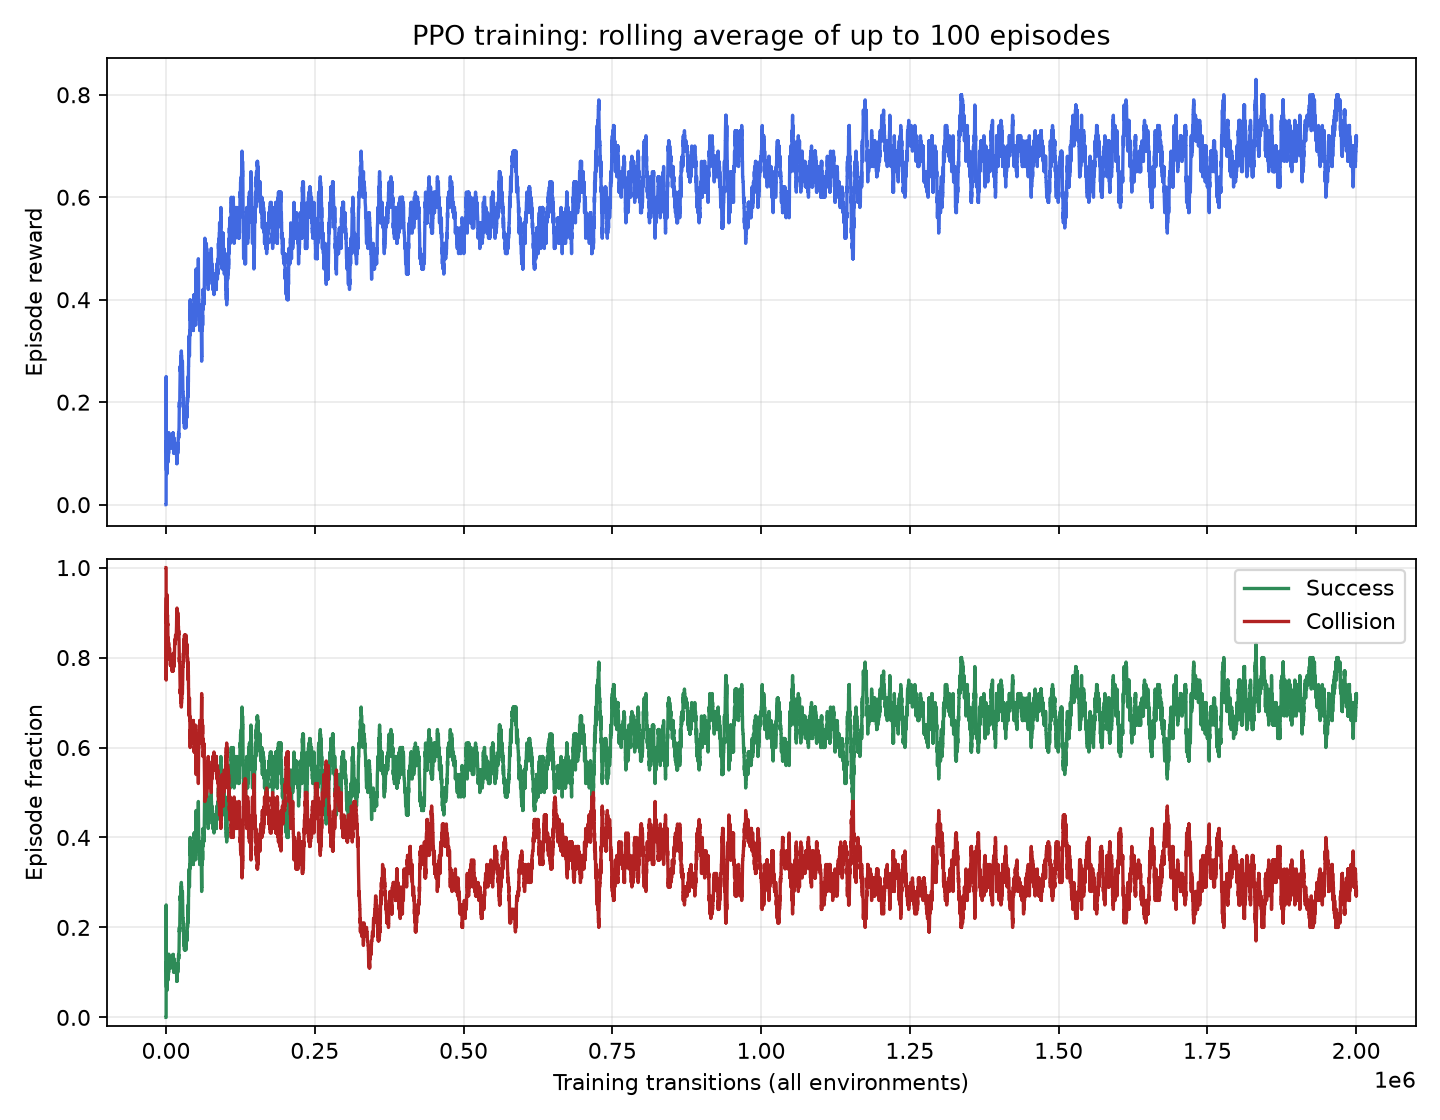 PPO training: rolling average of up to 100 episodes
Episode reward
0.8
0.6
0.4
0.2
0.0
Episode fraction
1.0
0.8
0.6
0.4
0.2
0.0
Success
Collision
0.00 0.25 0.50 0.75 1.00 1.25 1.50 1.75 2.00
Training transitions (all environments)
1e6